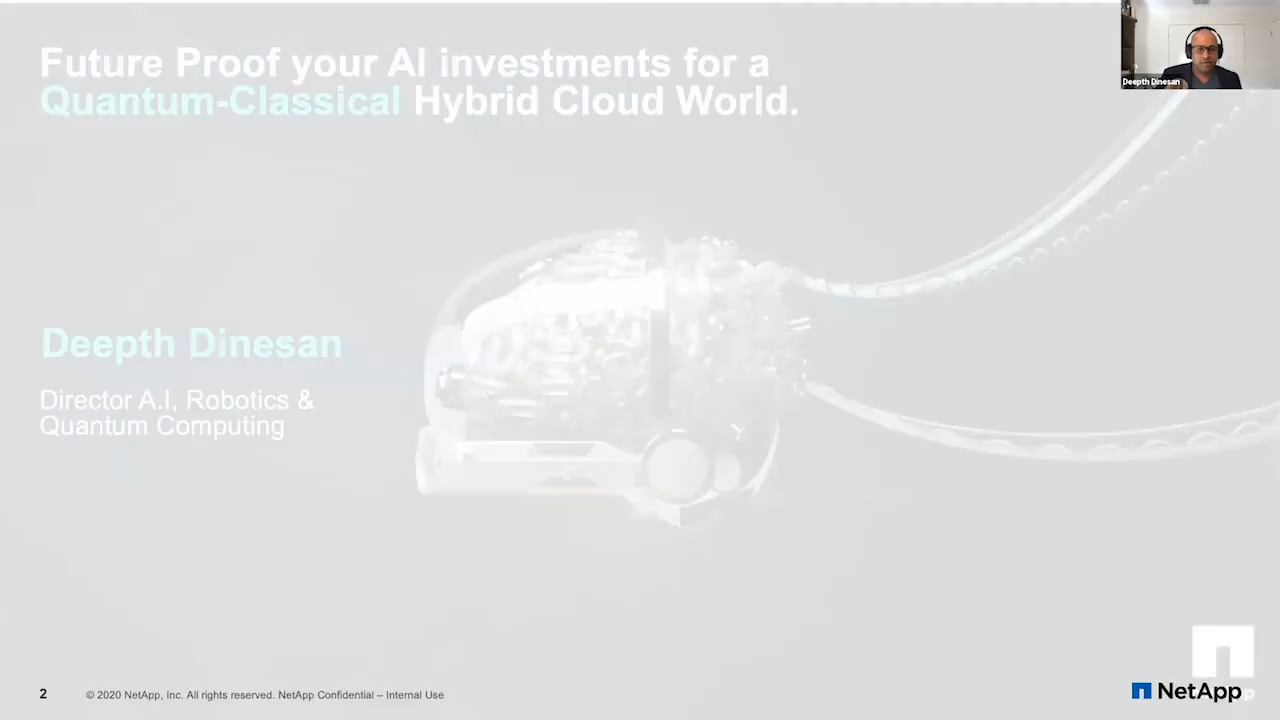 Future Proof your AI investments for a
Quantum-Classical Hybrid Cloud World.
Deepth Dinesan
Deepth Dinesan
Director A.I, Robotics &
Quantum Computing
2
© 2020 NetApp, Inc. All rights reserved. NetApp Confidential – Internal Use
NetApp